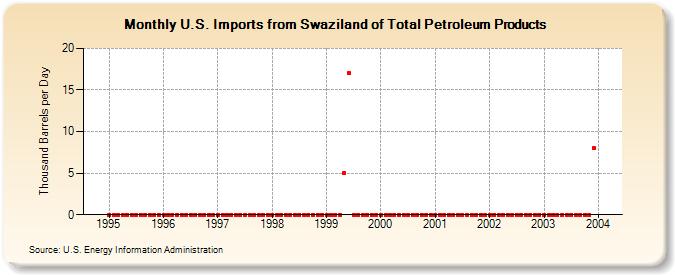 Monthly U.S. Imports from Swaziland of Total Petroleum Products
Thousand Barrels per Day
20
15
10
5
0
1995 1996 1997 1998 1999 2000 2001 2002 2003 2004
Source: U.S. Energy Information Administration